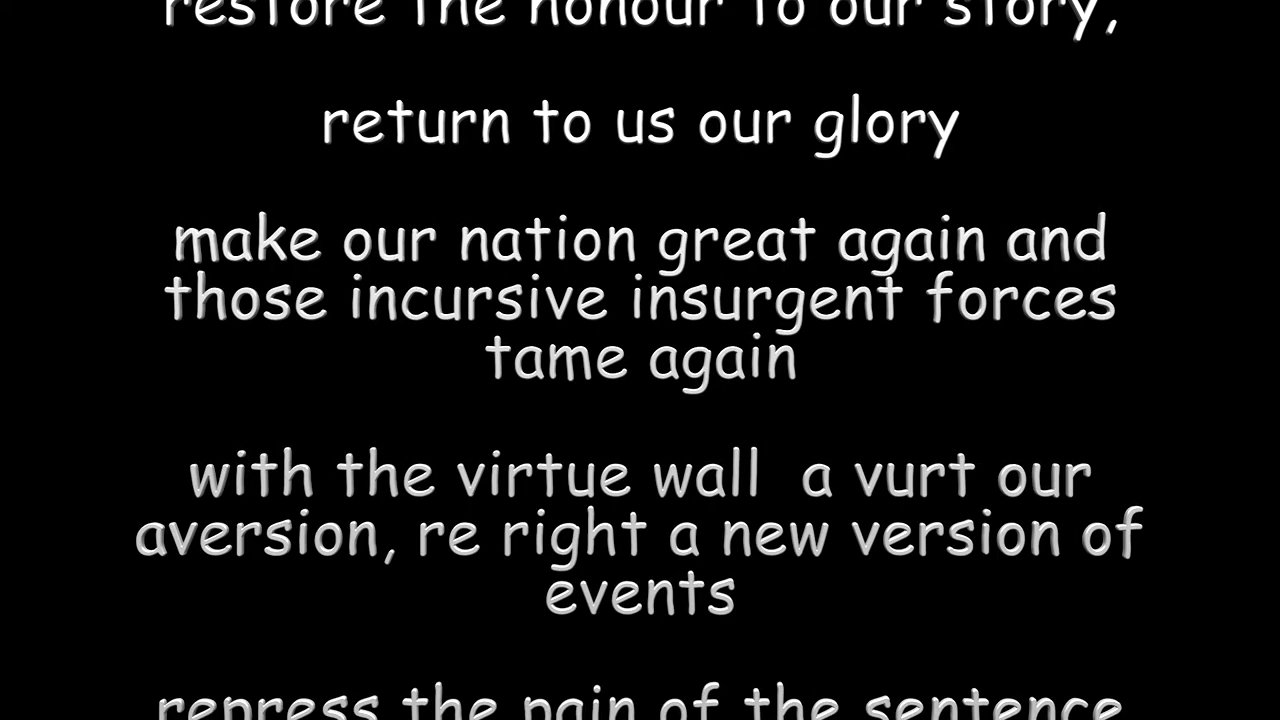 restore the honour to our story,
return to us our glory
make our nation great again and
those incursive insurgent forces
tame again
with the virtue wall a vurt our
aversion, re right a new version of
events
repress the pain of the sentence